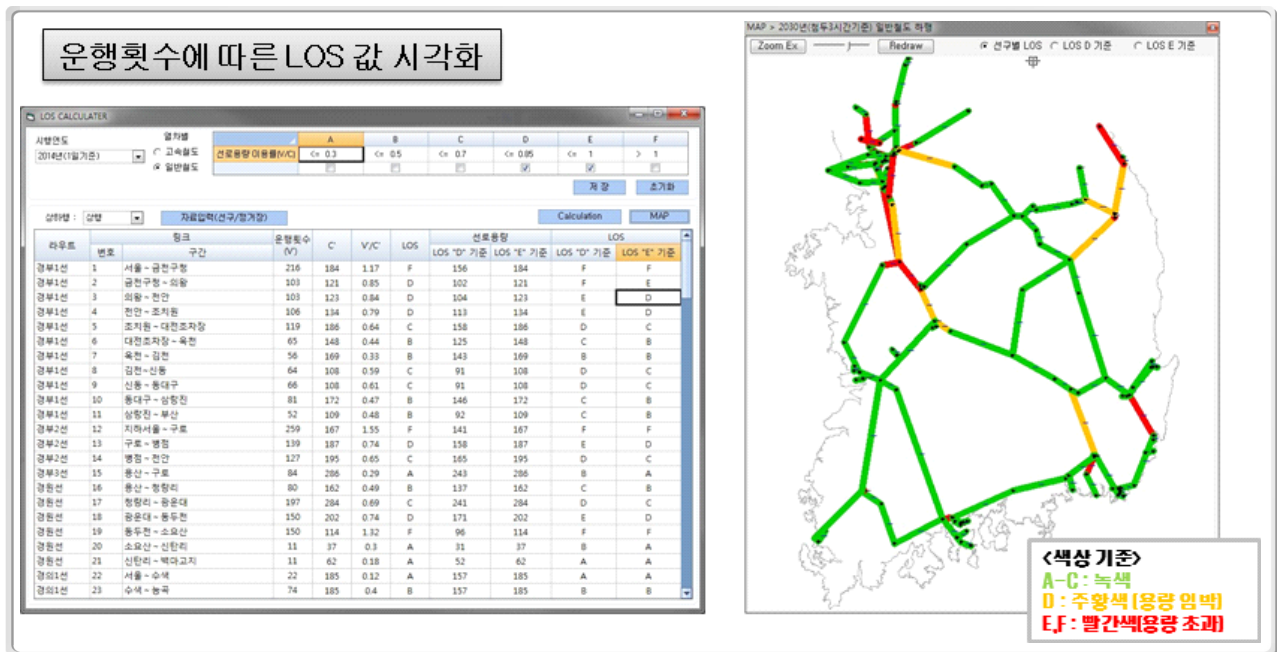 운행횟수에 따른 LOS 값 시각화
LOS CALCULATER
시행연도
2014년(1일기준)
열차별
고속철도
일반철도
A B C D E F
선로용량 이용률(V/C) <= 0.3 <= 0.5 <= 0.7 <= 0.85 <= 1 > 1
저 장 초기화
상하행 : 상행 자료입력(선구/정거장) Calculation MAP
라우트 링크 운행횟수 (V) C' V/C' LOS 선로용량 LOS
번호 구간 LOS "D" 기준 LOS "E" 기준 LOS "D" 기준 LOS "E" 기준
경부1선 1 서울 ~ 금천구청 216 184 1.17 F 156 184 F F
경부1선 2 금천구청 ~ 의왕 103 121 0.85 D 102 121 F E
경부1선 3 의왕 ~ 천안 103 123 0.84 D 104 123 E D
경부1선 4 천안 ~ 조치원 106 134 0.79 D 113 134 E D
경부1선 5 조치원 ~ 대전조차장 119 186 0.64 C 158 186 D C
경부1선 6 대전조차장 ~ 옥천 65 148 0.44 B 125 148 C B
경부1선 7 옥천 ~ 김천 56 169 0.33 B 143 169 B B
경부1선 8 김천~신동 64 108 0.59 C 91 108 D C
경부1선 9 신동 ~ 동대구 66 108 0.61 C 91 108 D C
경부1선 10 동대구 ~ 삼랑진 81 172 0.47 B 146 172 C B
경부1선 11 삼랑진 ~ 부산 52 109 0.48 B 92 109 C B
경부2선 12 지하서울 ~ 구로 259 167 1.55 F 141 167 F F
경부2선 13 구로 ~ 병점 139 187 0.74 D 158 187 E D
경부2선 14 병점 ~ 천안 127 195 0.65 C 165 195 D C
경부3선 15 용산 ~ 구로 84 286 0.29 A 243 286 B A
경원선 16 용산 ~ 청량리 80 162 0.49 B 137 162 C B
경원선 17 청량리 ~ 광운대 197 284 0.69 C 241 284 D C
경원선 18 광운대 ~ 동두천 150 202 0.74 D 171 202 E D
경원선 19 동두천 ~ 소요산 150 114 1.32 F 96 114 F F
경원선 20 소요산 ~ 신탄리 11 37 0.3 A 31 37 B A
경원선 21 신탄리 ~ 백마고지 11 62 0.18 A 52 62 A A
경의1선 22 서울 ~ 수색 22 185 0.12 A 157 185 A A
경의1선 23 수색 ~ 능곡 74 185 0.4 B 157 185 B B
MAP > 2030년(첨두3시간기준) 일반철도 하행
Zoom Ex Redraw 선구별 LOS LOS D 기준 LOS E 기준
<색상 기준>
A-C : 녹색
D : 주황색 (용량 임박)
E,F : 빨간색(용량 초과)